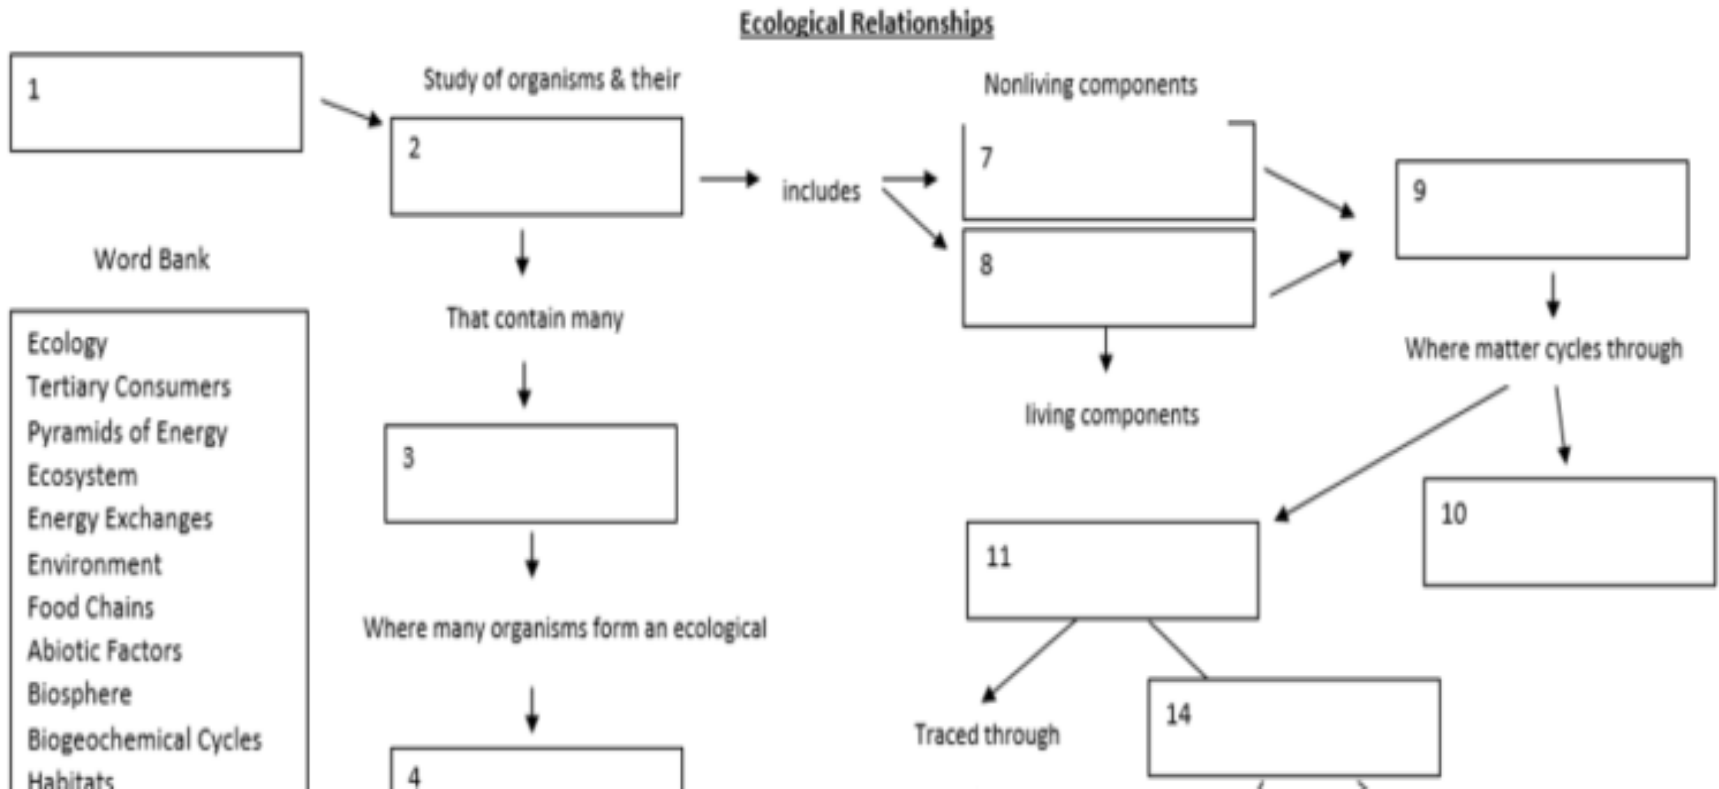 Ecological Relationships
1
Study of organisms & their
2
includes
Nonliving components
7
8
living components
9
Where matter cycles through
10
11
Traced through
14
That contain many
3
Where many organisms form an ecological
4
Word Bank
Ecology
Tertiary Consumers
Pyramids of Energy
Ecosystem
Energy Exchanges
Environment
Food Chains
Abiotic Factors
Biosphere
Biogeochemical Cycles
Habitats